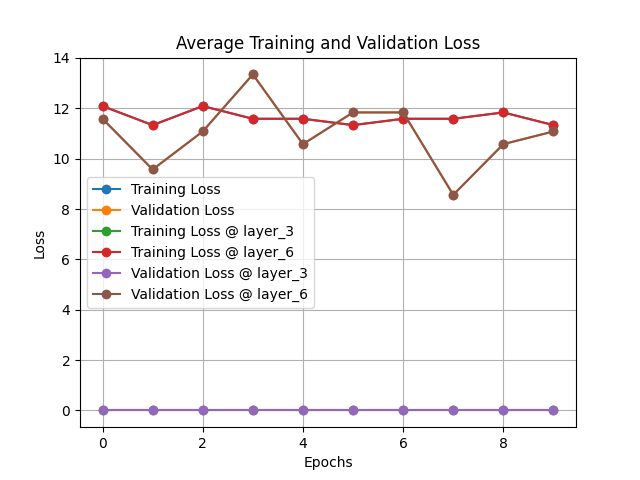 Average Training and Validation Loss
Loss
14
12
10
8
6
4
2
0
Training Loss
Validation Loss
Training Loss @ layer_3
Training Loss @ layer_6
Validation Loss @ layer_3
Validation Loss @ layer_6
0 2 4 6 8
Epochs